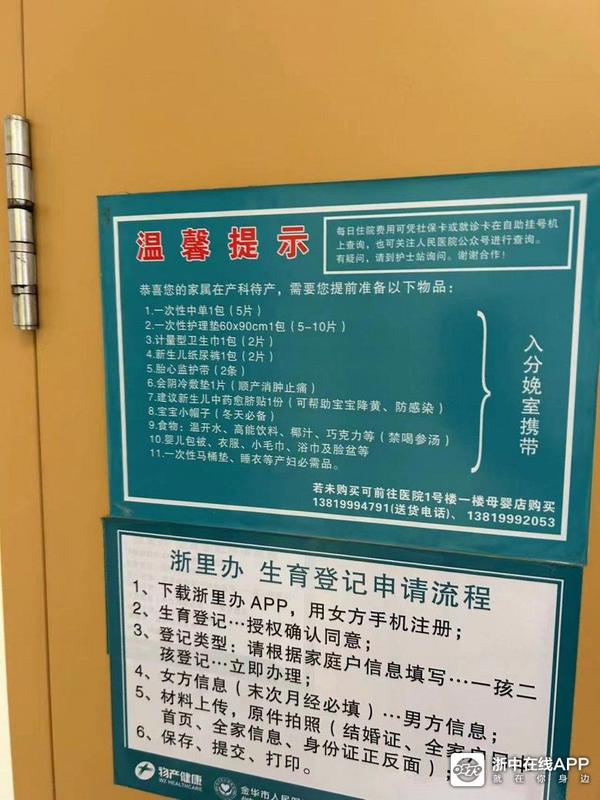 温馨提示
每日住院费用可凭社保卡或就诊卡在自助挂号机
上查询，也可关注人民医院公众号进行查询。
有疑问，请到护士站询问。谢谢合作！
恭喜您的家属在产科待产，需要您提前准备以下物品：
1.一次性中单1包（5片）
2.一次性护理垫60x90cm1包（5-10片）
3.计量型卫生巾1包（2片）
4.新生儿纸尿裤1包（2片）
5.胎心监护带（2条）
6.会阴冷敷垫1片（顺产消肿止痛）
7.建议新生儿中药愈脐贴1份（可帮助宝宝降黄、防感染）
8.宝宝小帽子（冬天必备）
9.食物：温开水、高能饮料、椰汁、巧克力等（禁喝参汤）
10.婴儿包被、衣服、小毛巾、浴巾及脸盆等
11.一次性马桶垫、睡衣等产妇必需品。
入分娩室携带
若未购买可前往医院1号楼一楼母婴店购买
13819994791(送货电话)、 13819992053
浙里办 生育登记申请流程
1、下载浙里办APP，用女方手机注册；
2、生育登记…授权确认同意；
3、登记类型：请根据家庭户信息填写…一孩二
孩登记…立即办理；
4、女方信息（末次月经必填）…男方信息；
5、材料上传，原件拍照（结婚证、全家户口本
首页、全家信息、身份证正反面）；
6、保存、提交、打印。
物产健康
WZ HEALTHCARE
金华市人民医
浙中在线APP
就在你身边